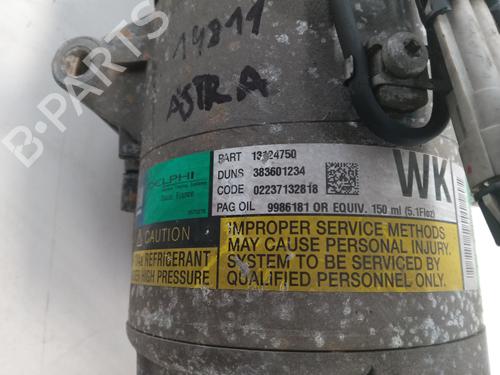 14811
ASTRA
B-Parts
DELPHI
PART 13124750
DUNS 383601234
CODE 02237132818
PAG OIL 9986181 OR EQUIV. 150 ml (5.1Floz)
WK
CAUTION
REFRIGERANT
HIGH PRESSURE
IMPROPER SERVICE METHODS
MAY CAUSE PERSONAL INJURY.
SYSTEM TO BE SERVICED BY
QUALIFIED PERSONNEL ONLY.